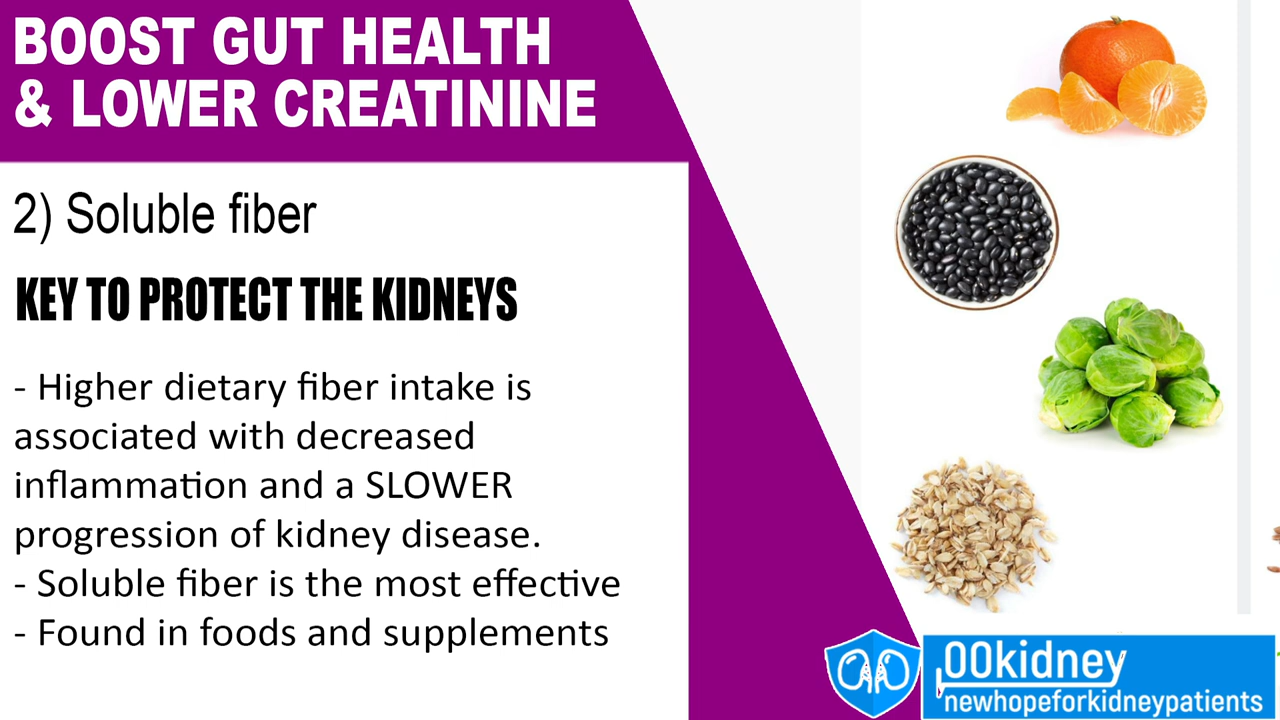 BOOST GUT HEALTH
& LOWER CREATININE
2) Soluble fiber
KEY TO PROTECT THE KIDNEYS
- Higher dietary fiber intake is
associated with decreased
inflammation and a SLOWER
progression of kidney disease.
- Soluble fiber is the most effective
- Found in foods and supplements
00kidney
newhopeforkidneypatients